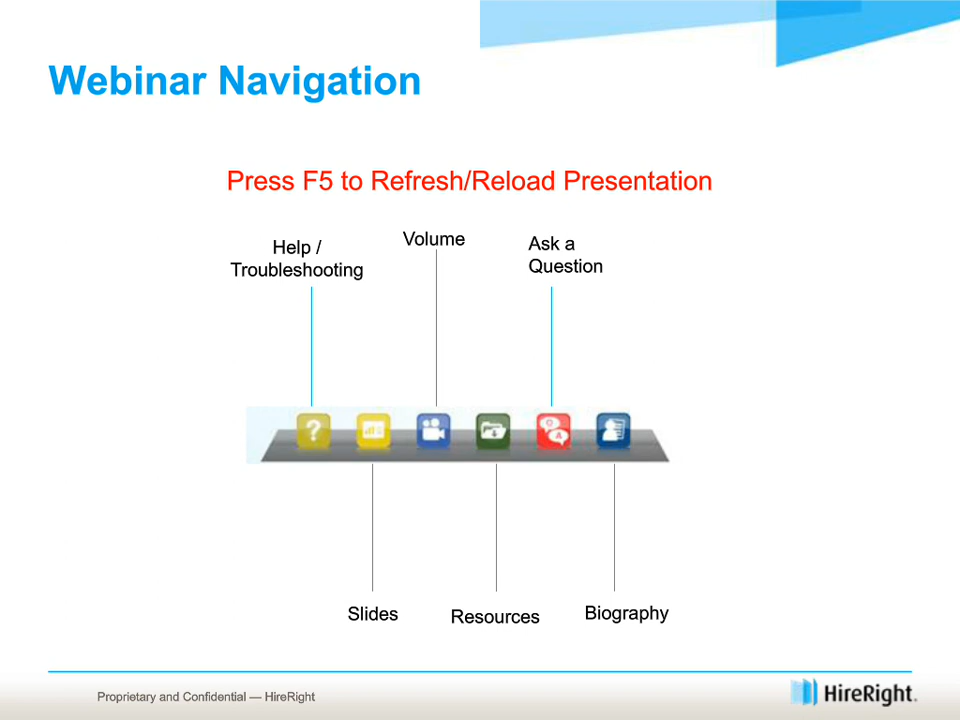 Webinar Navigation
Press F5 to Refresh/Reload Presentation
Help /
Troubleshooting
Volume
Ask a
Question
?
Q
A
Slides
Resources
Biography
Proprietary and Confidential — HireRight
HireRight